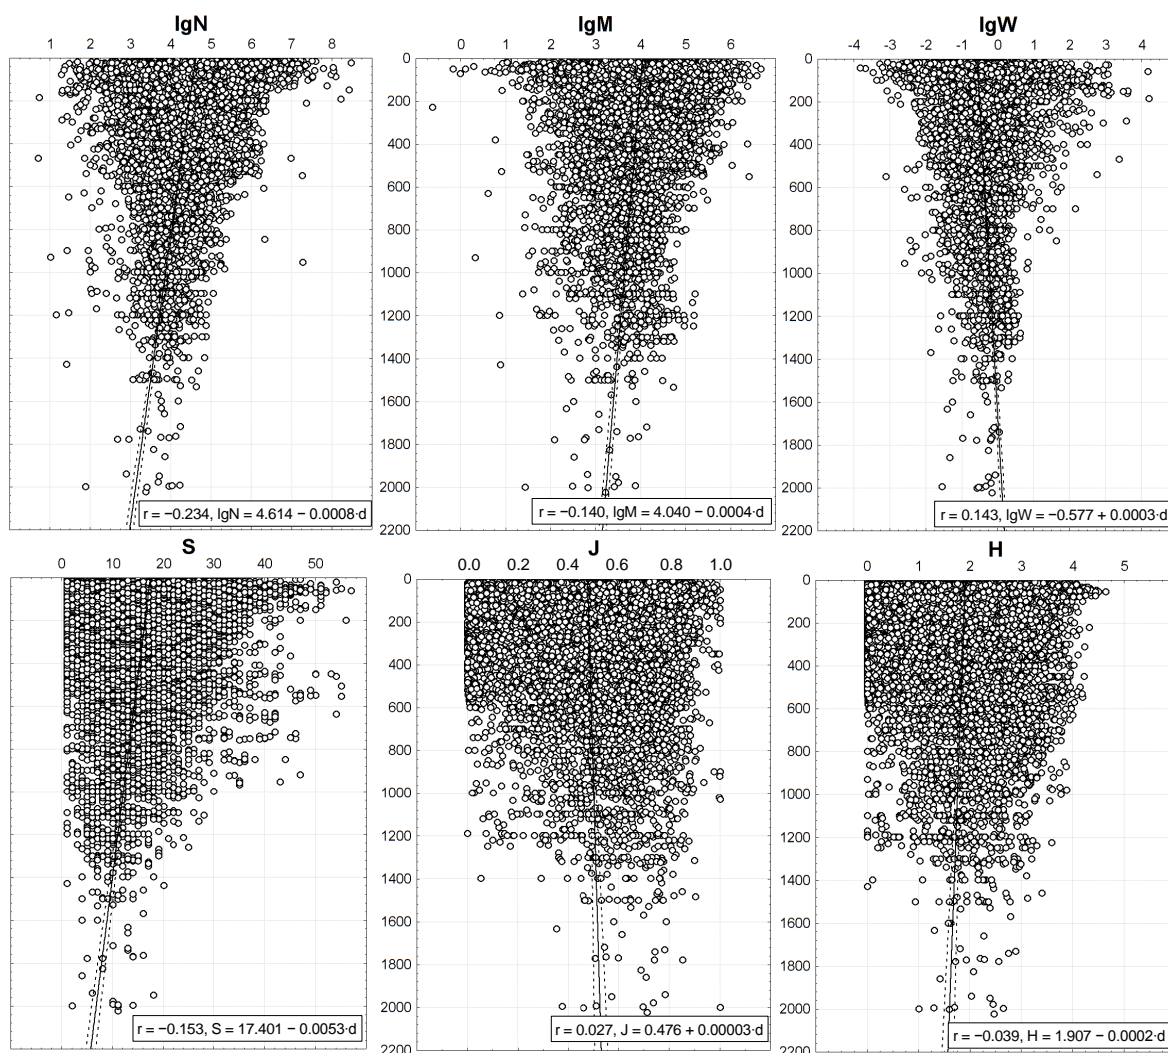 lgN lgM lgW
1 2 3 4 5 6 7 8
0 1 2 3 4 5 6
-4 -3 -2 -1 0 1 2 3 4
0 0
200 200
400 400
600 600
800 800
1000 1000
1200 1200
1400 1400
1600 1600
1800 1800
2000 2000
2200 2200
r = −0.234, lgN = 4.614 − 0.0008·d
r = −0.140, lgM = 4.040 − 0.0004·d
r = 0.143, lgW = −0.577 + 0.0003·d
S J H
0 10 20 30 40 50
0.0 0.2 0.4 0.6 0.8 1.0
0 1 2 3 4 5
0 0
200 200
400 400
600 600
800 800
1000 1000
1200 1200
1400 1400
1600 1600
1800 1800
2000 2000
2200 2200
r = −0.153, S = 17.401 − 0.0053·d
r = 0.027, J = 0.476 + 0.00003·d
r = −0.039, H = 1.907 − 0.0002·d